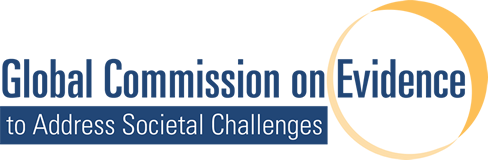 Global Commission on Evidence
to Address Societal Challenges